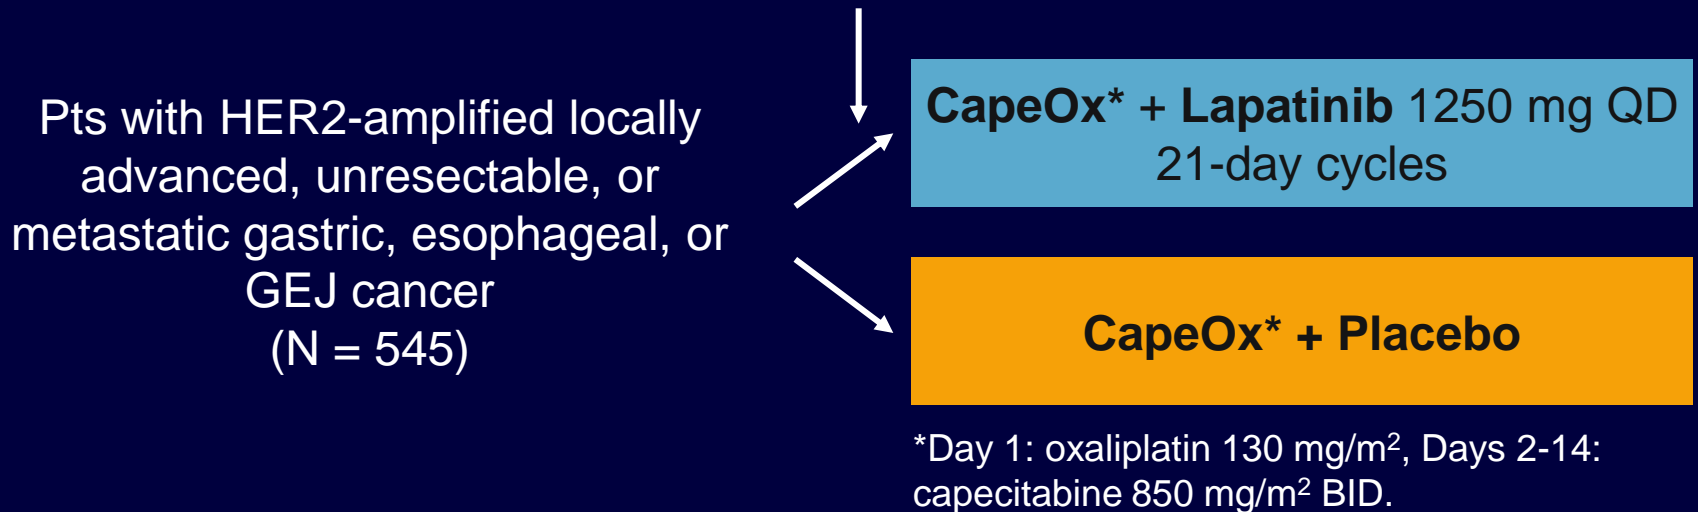 Pts with HER2-amplified locally
advanced, unresectable, or
metastatic gastric, esophageal, or
GEJ cancer
(N = 545)
CapeOx* + Lapatinib 1250 mg QD
21-day cycles
CapeOx* + Placebo
*Day 1: oxaliplatin 130 mg/m², Days 2-14:
capecitabine 850 mg/m² BID.